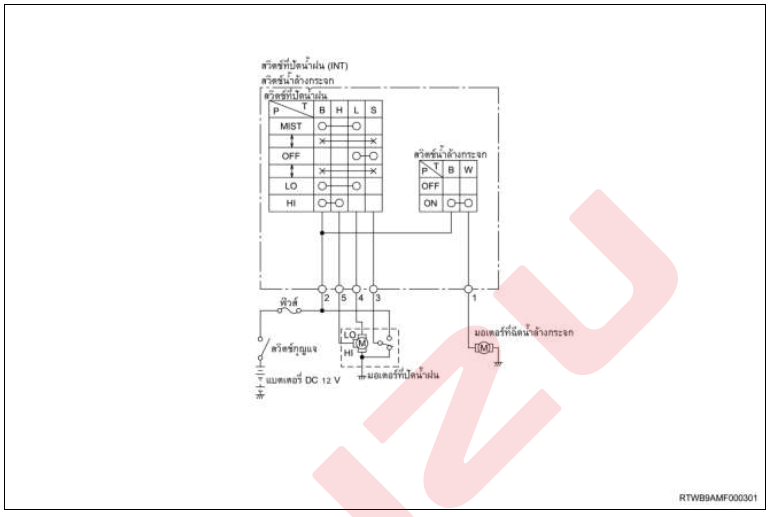 สวิตช์ที่ปัดน้ำฝน (INT)
สวิตช์น้ำล้างกระจก
สวิตช์ที่ปัดน้ำฝน
P T B H L S
MIST
OFF
LO
HI
สวิตช์น้ำล้างกระจก
P T B W
OFF
ON
2 5 4 3 1
ฟิวส์
สวิตช์กุญแจ
แบตเตอรี่ DC 12 V
LO
M
HI
มอเตอร์ที่ปัดน้ำฝน
มอเตอร์ที่ฉีดน้ำล้างกระจก
M
RTWB9AMF000301
IZU